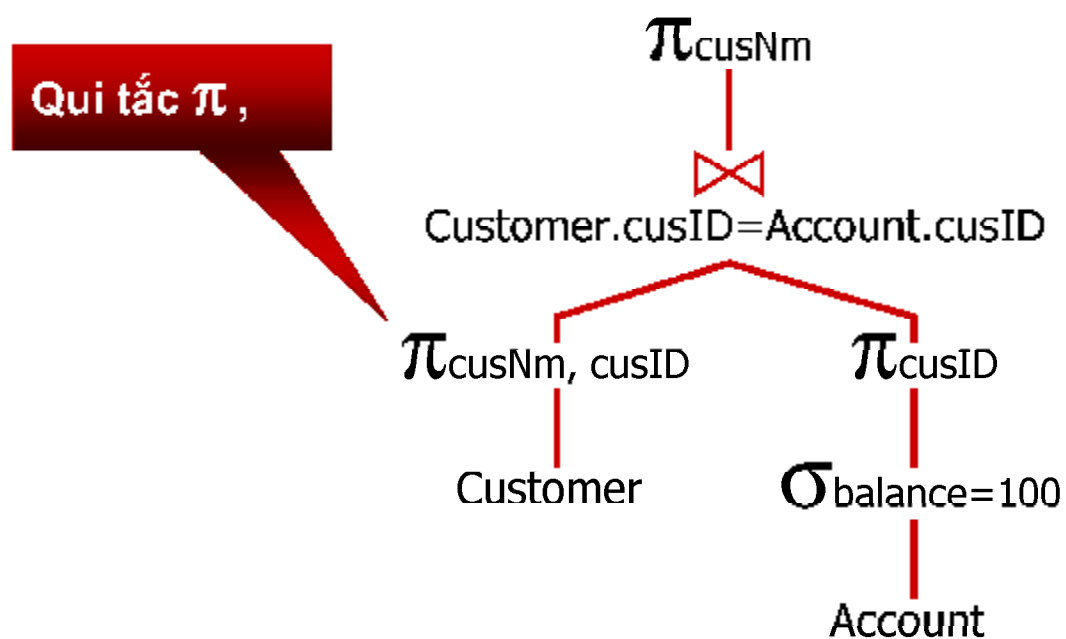 πcusNm
Qui tắc π ,
Customer.cusID=Account.cusID
πcusNm, cusID
πcusID
Customer
σbalance=100
Account